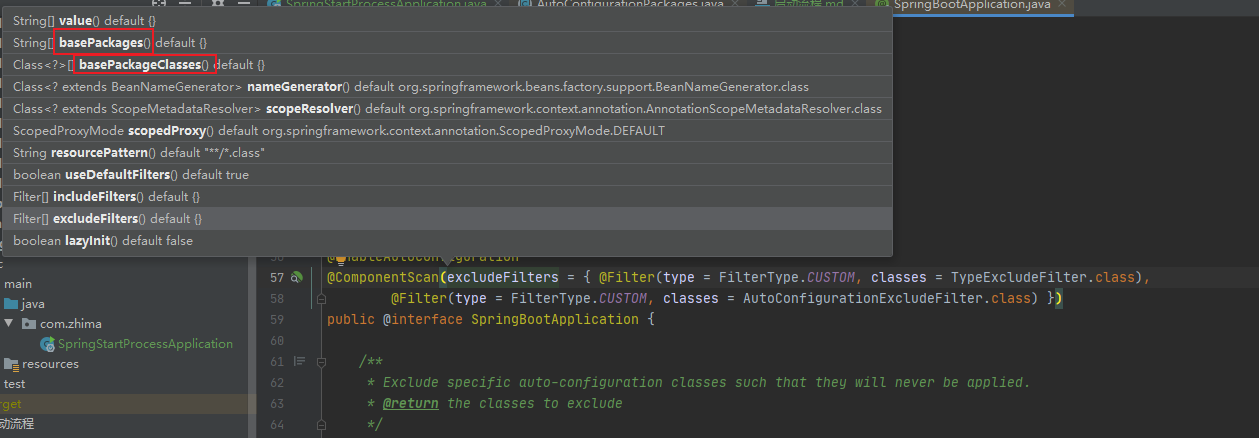 SpringStartProcessApplication.java
AutoConfigurationPackages.java
启动流程.md
SpringBootApplication.java
String[] value() default {}
String[] basePackages() default {}
Class<?>[] basePackageClasses() default {}
Class<? extends BeanNameGenerator> nameGenerator() default org.springframework.beans.factory.support.BeanNameGenerator.class
Class<? extends ScopeMetadataResolver> scopeResolver() default org.springframework.context.annotation.AnnotationScopeMetadataResolver.class
ScopedProxyMode scopedProxy() default org.springframework.context.annotation.ScopedProxyMode.DEFAULT
String resourcePattern() default "**/*.class"
boolean useDefaultFilters() default true
Filter[] includeFilters() default {}
Filter[] excludeFilters() default {}
boolean lazyInit() default false
57 @ComponentScan(excludeFilters = { @Filter(type = FilterType.CUSTOM, classes = TypeExcludeFilter.class),
58 @Filter(type = FilterType.CUSTOM, classes = AutoConfigurationExcludeFilter.class) })
59 public @interface SpringBootApplication {
60
61 /**
62 * Exclude specific auto-configuration classes such that they will never be applied.
63 * @return the classes to exclude
64 */
main
java
com.zhima
SpringStartProcessApplication
resources
test
rget
动流程